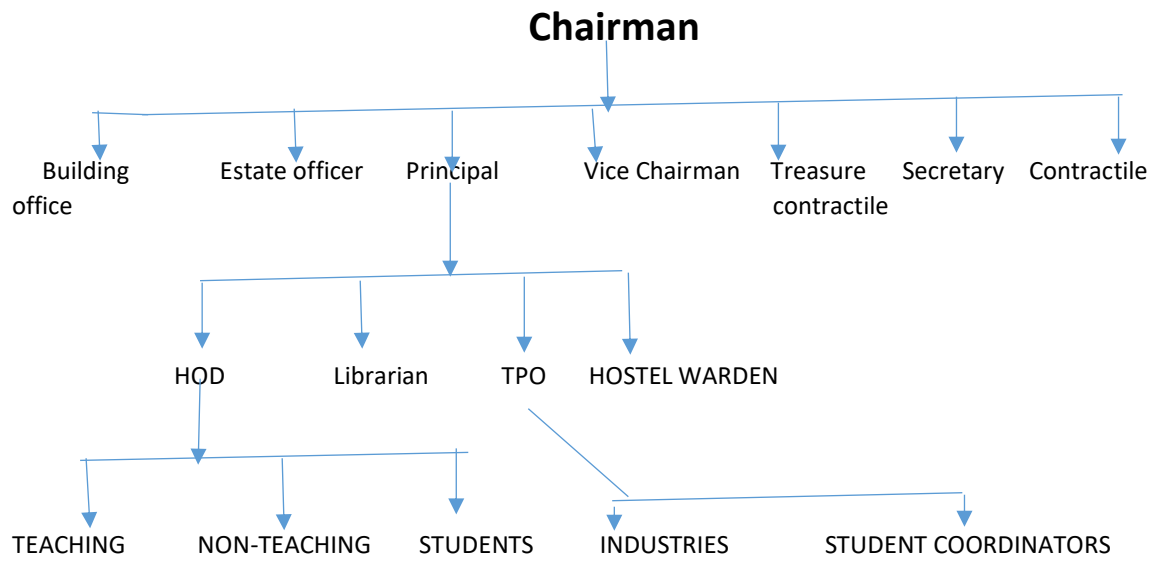 Chairman
Building Estate officer Principal Vice Chairman Treasure Secretary Contractile
office contractile
HOD Librarian TPO HOSTEL WARDEN
TEACHING NON-TEACHING STUDENTS INDUSTRIES STUDENT COORDINATORS